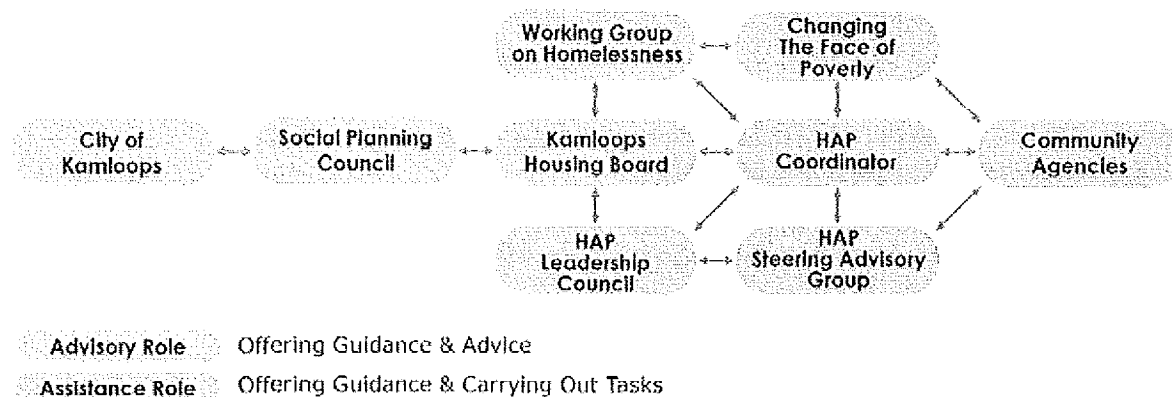 Working Group
on Homelessness
Changing
The Face of
Poverty
City of
Kamloops
Social Planning
Council
Kamloops
Housing Board
HAP
Coordinator
Community
Agencies
HAP
Leadership
Council
HAP
Steering Advisory
Group
Advisory Role Offering Guidance & Advice
Assistance Role Offering Guidance & Carrying Out Tasks